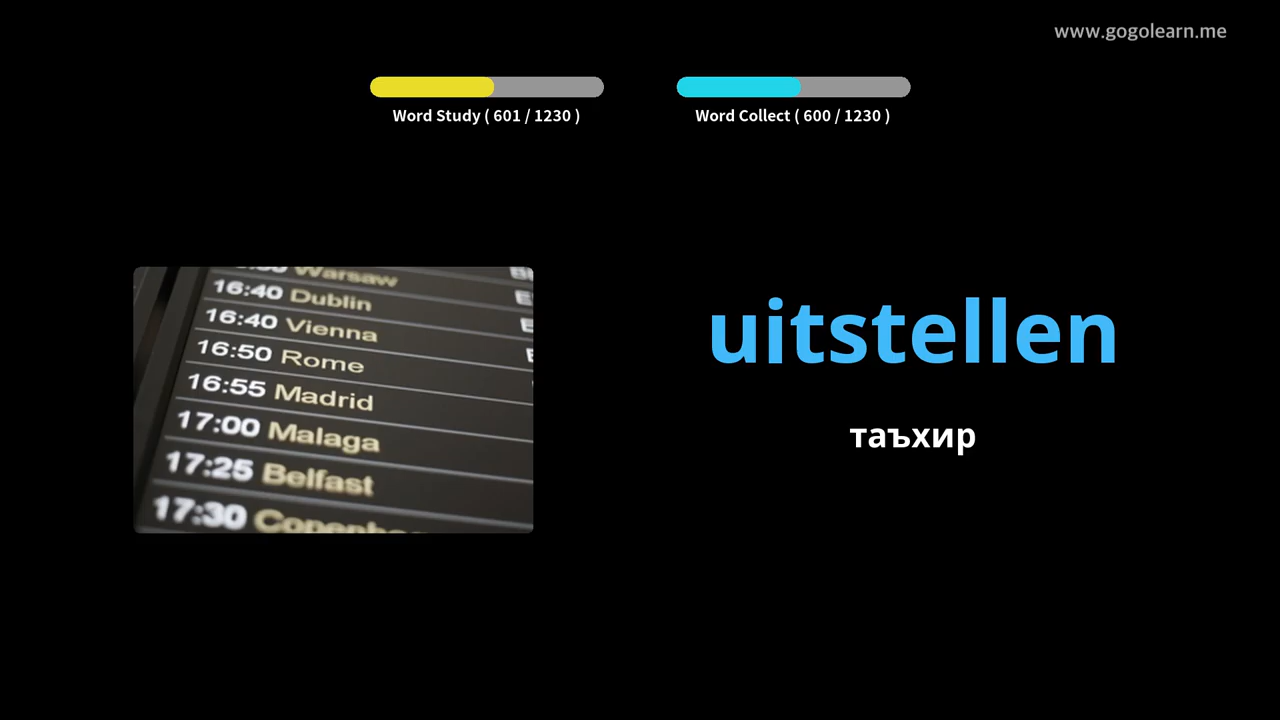 www.gogolearn.me
Word Study ( 601 / 1230 )
Word Collect ( 600 / 1230 )
Warsaw
16:40 Dublin
16:40 Vienna
16:50 Rome
16:55 Madrid
17:00 Malaga
17:25 Belfast
17:30
uitstellen
таъхир